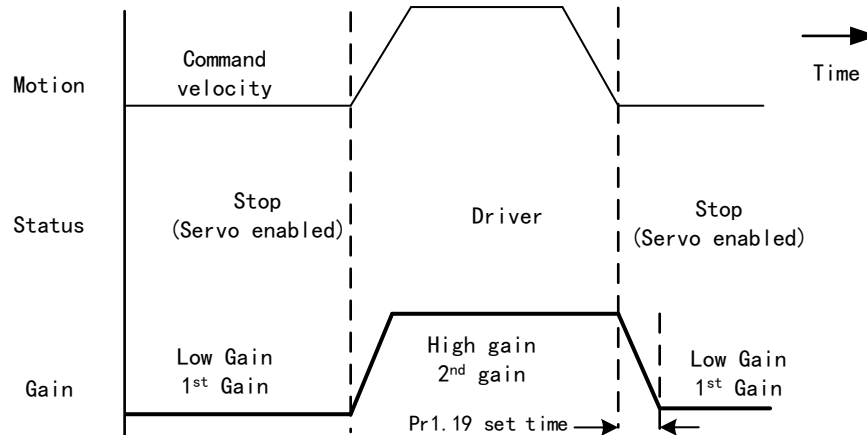 Command
velocity
Motion
Time
Stop
(Servo enabled)
Status
Driver
Stop
(Servo enabled)
Low Gain
1st Gain
Gain
High gain
2nd gain
Low Gain
1st Gain
Pr1.19 set time